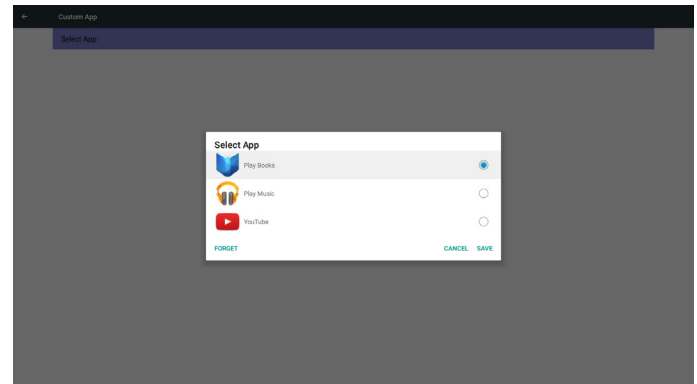 Custom App
Select App
Select App
Play Books
Play Music
YouTube
FORGET CANCEL SAVE